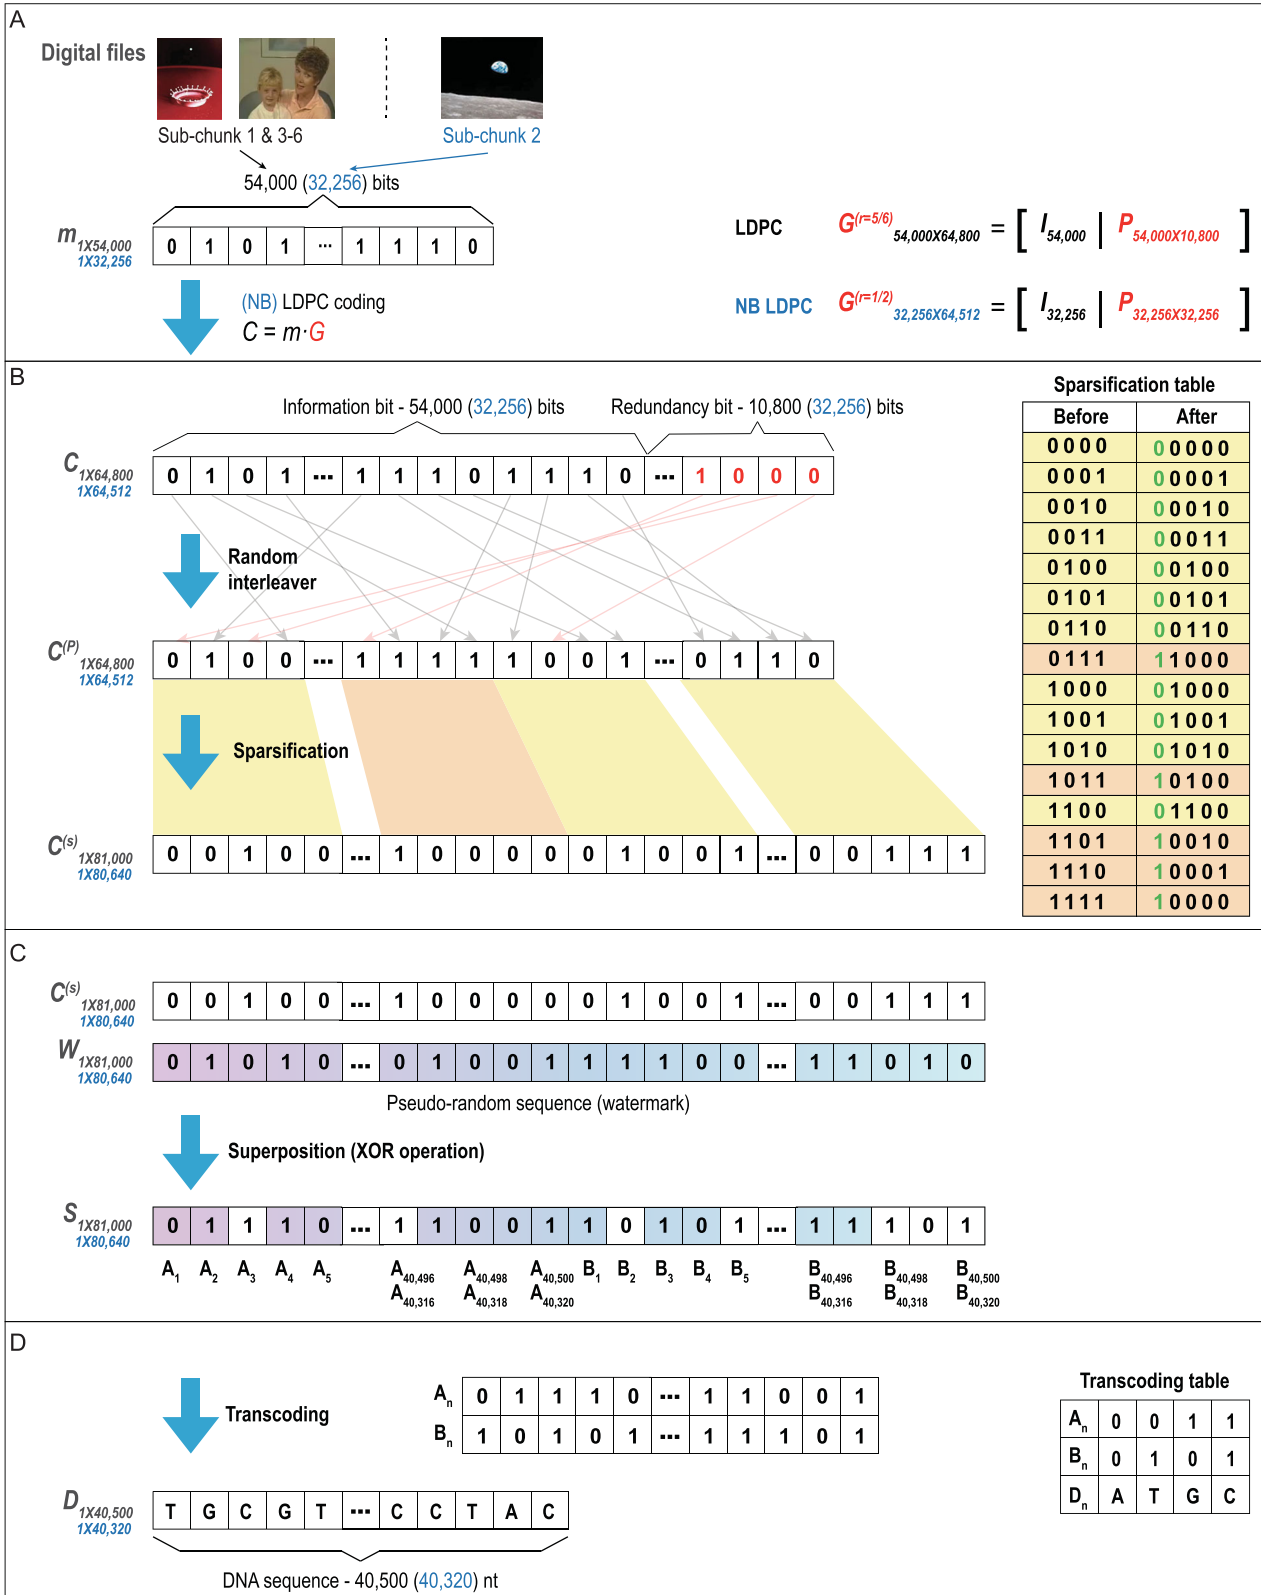 A
Digital files
Sub-chunk 1 & 3-6
Sub-chunk 2
54,000 (32,256) bits
m 1X54,000
1X32,256
0 1 0 1 ... 1 1 1 0
(NB) LDPC coding
C = m·G
LDPC G(r=5/6) 54,000X64,800 = [ I54,000 | P54,000X10,800 ]
NB LDPC G(r=1/2) 32,256X64,512 = [ I32,256 | P32,256X32,256 ]
B
Information bit - 54,000 (32,256) bits
Redundancy bit - 10,800 (32,256) bits
C 1X64,800
1X64,512
0 1 0 1 ... 1 1 1 0 1 1 1 0 ... 1 0 0 0
Random
interleaver
C(P) 1X64,800
1X64,512
0 1 0 0 ... 1 1 1 1 1 0 0 1 ... 0 1 1 0
Sparsification
C(s) 1X81,000
1X80,640
0 0 1 0 0 ... 1 0 0 0 0 0 1 0 0 1 ... 0 0 1 1 1
Sparsification table
Before After
0000 00000
0001 00001
0010 00010
0011 00011
0100 00100
0101 00101
0110 00110
0111 11000
1000 01000
1001 01001
1010 01010
1011 10100
1100 01100
1101 10010
1110 10001
1111 10000
C
C(s) 1X81,000
1X80,640
0 0 1 0 0 ... 1 0 0 0 0 0 1 0 0 1 ... 0 0 1 1 1
W 1X81,000
1X80,640
0 1 0 1 0 ... 0 1 0 0 1 1 1 1 0 0 ... 1 1 0 1 0
Pseudo-random sequence (watermark)
Superposition (XOR operation)
S 1X81,000
1X80,640
0 1 1 1 0 ... 1 1 0 0 1 1 0 1 0 1 ... 1 1 1 0 1
A1 A2 A3 A4 A5 A40,496 A40,498 A40,500 B1 B2 B3 B4 B5 B40,496 B40,498 B40,500
A40,316 A40,318 A40,320 B40,316 B40,318 B40,320
D
Transcoding
An 0 1 1 1 0 ... 1 1 0 0 1
Bn 1 0 1 0 1 ... 1 1 1 0 1
Transcoding table
An 0 0 1 1
Bn 0 1 0 1
Dn A T G C
D 1X40,500
1X40,320
T G C G T ... C C T A C
DNA sequence - 40,500 (40,320) nt